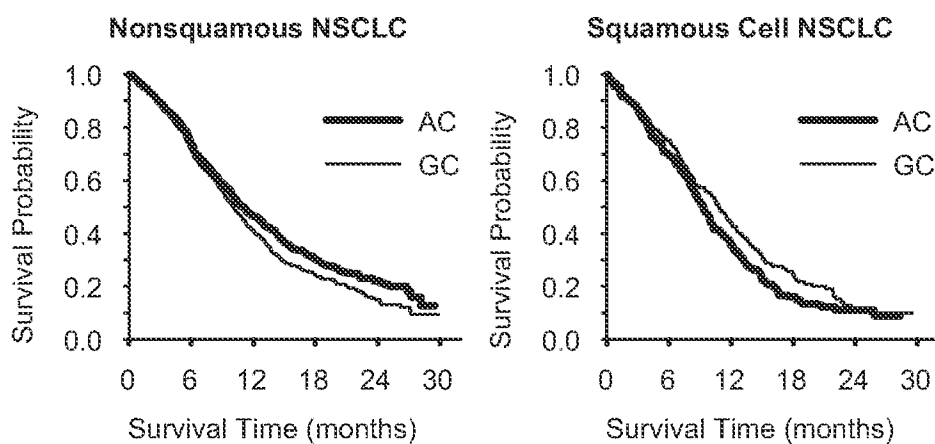 Nonsquamous NSCLC
Survival Probability
1.0
0.8
0.6
0.4
0.2
0.0
AC
GC
0 6 12 18 24 30
Survival Time (months)
Squamous Cell NSCLC
Survival Probability
1.0
0.8
0.6
0.4
0.2
0.0
AC
GC
0 6 12 18 24 30
Survival Time (months)